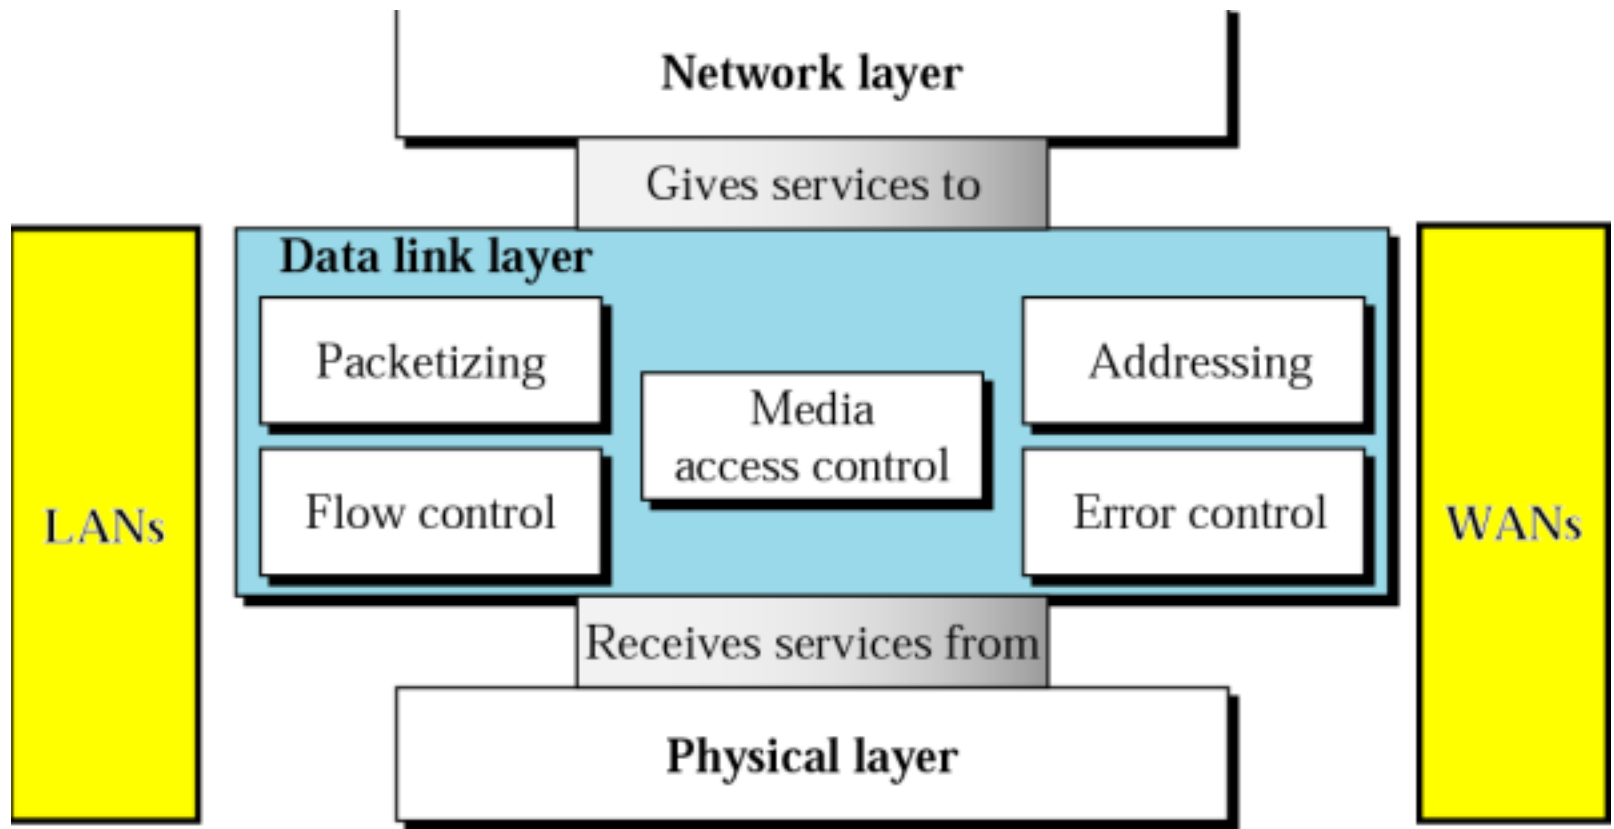 Network layer
Gives services to
Data link layer
Packetizing
Addressing
Media
access control
Flow control
Error control
LANs
WANs
Receives services from
Physical layer